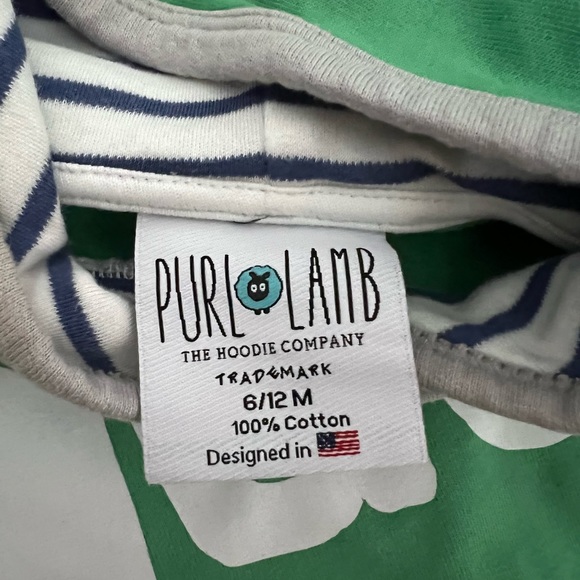 PURL LAMB
THE HOODIE COMPANY
TRADEMARK
6/12 M
100% Cotton
Designed in